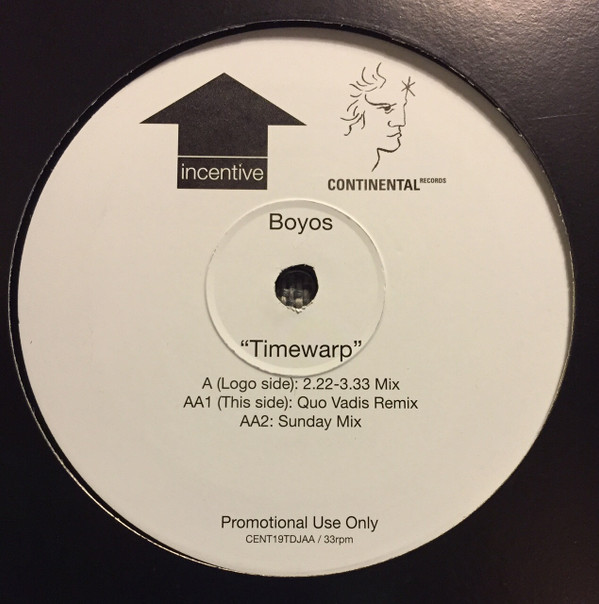 incentive
CONTINENTAL RECORDS
Boyos
“Timewarp”
A (Logo side): 2.22-3.33 Mix
AA1 (This side): Quo Vadis Remix
AA2: Sunday Mix
Promotional Use Only
CENT19TDJAA / 33rpm